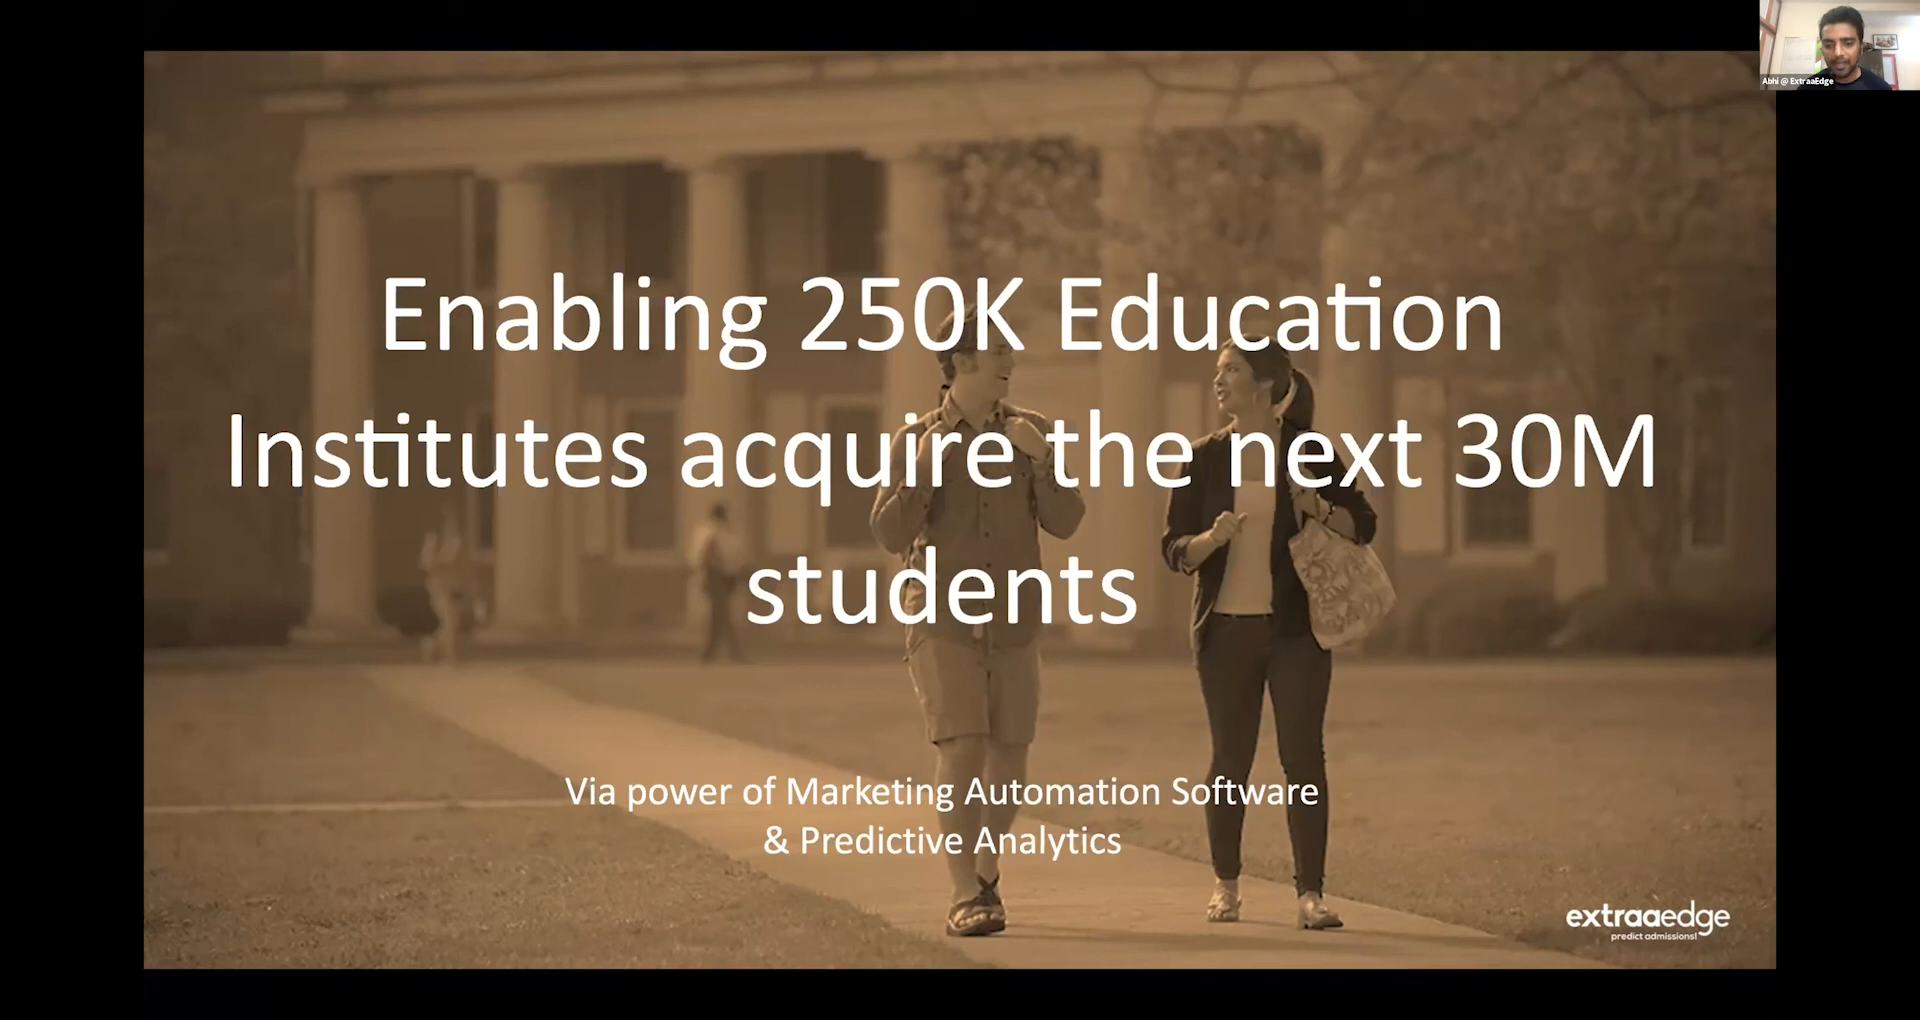 Abhi @ ExtraaEdge
Enabling 250K Education
Institutes acquire the next 30M
students
Via power of Marketing Automation Software
& Predictive Analytics
extraaedge
predict admissions!